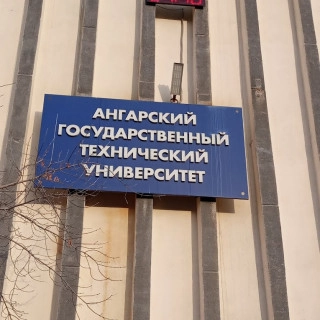 АНГАРСКИЙ
ГОСУДАРСТВЕННЫЙ
ТЕХНИЧЕСКИЙ
УНИВЕРСИТЕТ